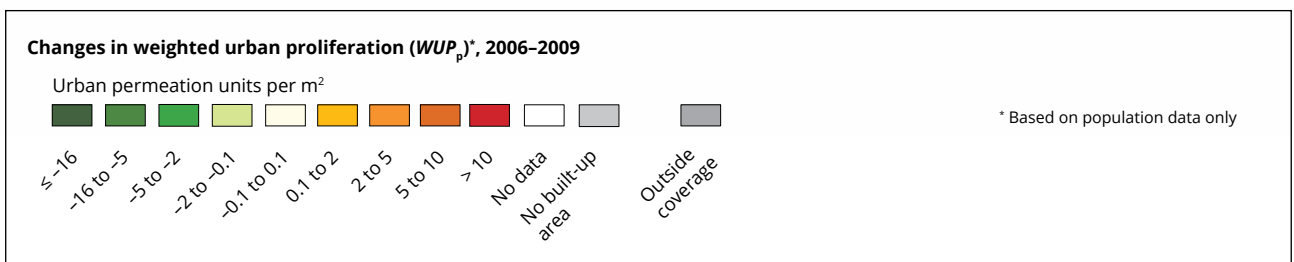 Changes in weighted urban proliferation (WUPp)*, 2006–2009
Urban permeation units per m²
* Based on population data only
≤ –16
–16 to –5
–5 to –2
–2 to –0.1
–0.1 to 0.1
0.1 to 2
2 to 5
5 to 10
> 10
No data
No built-up
area
Outside
coverage